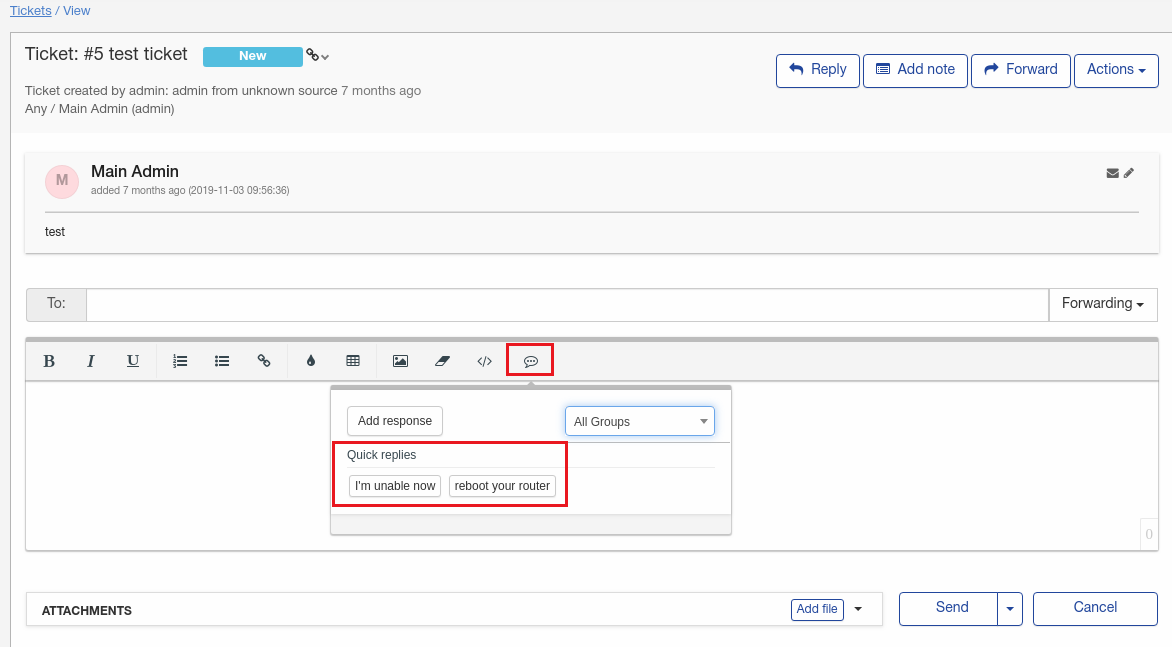 Tickets / View
Ticket: #5 test ticket New
Reply Add note Forward Actions
Ticket created by admin: admin from unknown source 7 months ago
Any / Main Admin (admin)
M
Main Admin
added 7 months ago (2019-11-03 09:56:36)
test
To: Forwarding
B I U
Add response All Groups
Quick replies
I'm unable now reboot your router
0
ATTACHMENTS Add file Send Cancel